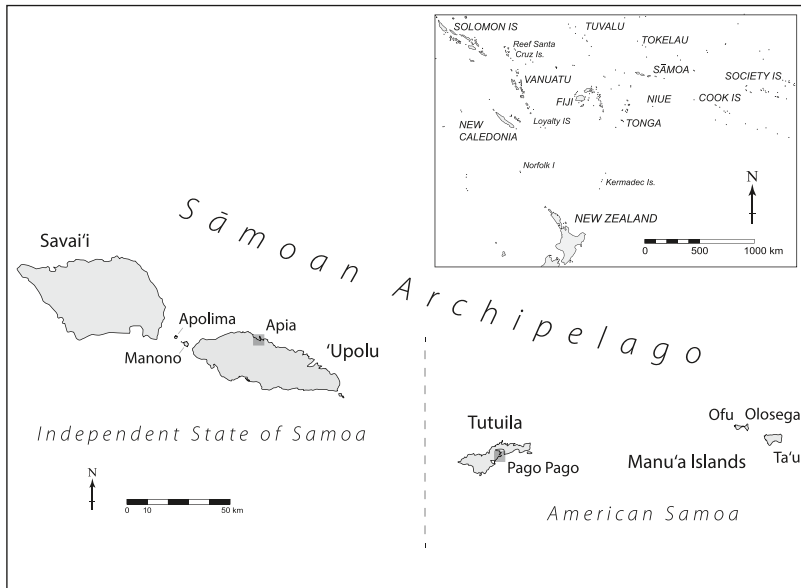 SOLOMON IS
TUVALU
TOKELAU
Reef Santa
Cruz Is.
SĀMOA
VANUATU
SOCIETY IS
FIJI
NIUE
COOK IS
NEW
CALEDONIA
Loyalty IS
TONGA
Norfolk I
Kermadec Is.
N
NEW ZEALAND
0 200 400 500 1000 km
Sāmoan Archipelago
Savai‘i
Apolima
Apia
Manono
‘Upolu
Independent State of Samoa
Tutuila
Ofu Olosega
Pago Pago
Manu‘a Islands
Ta‘u
American Samoa
N
0 10 50 km